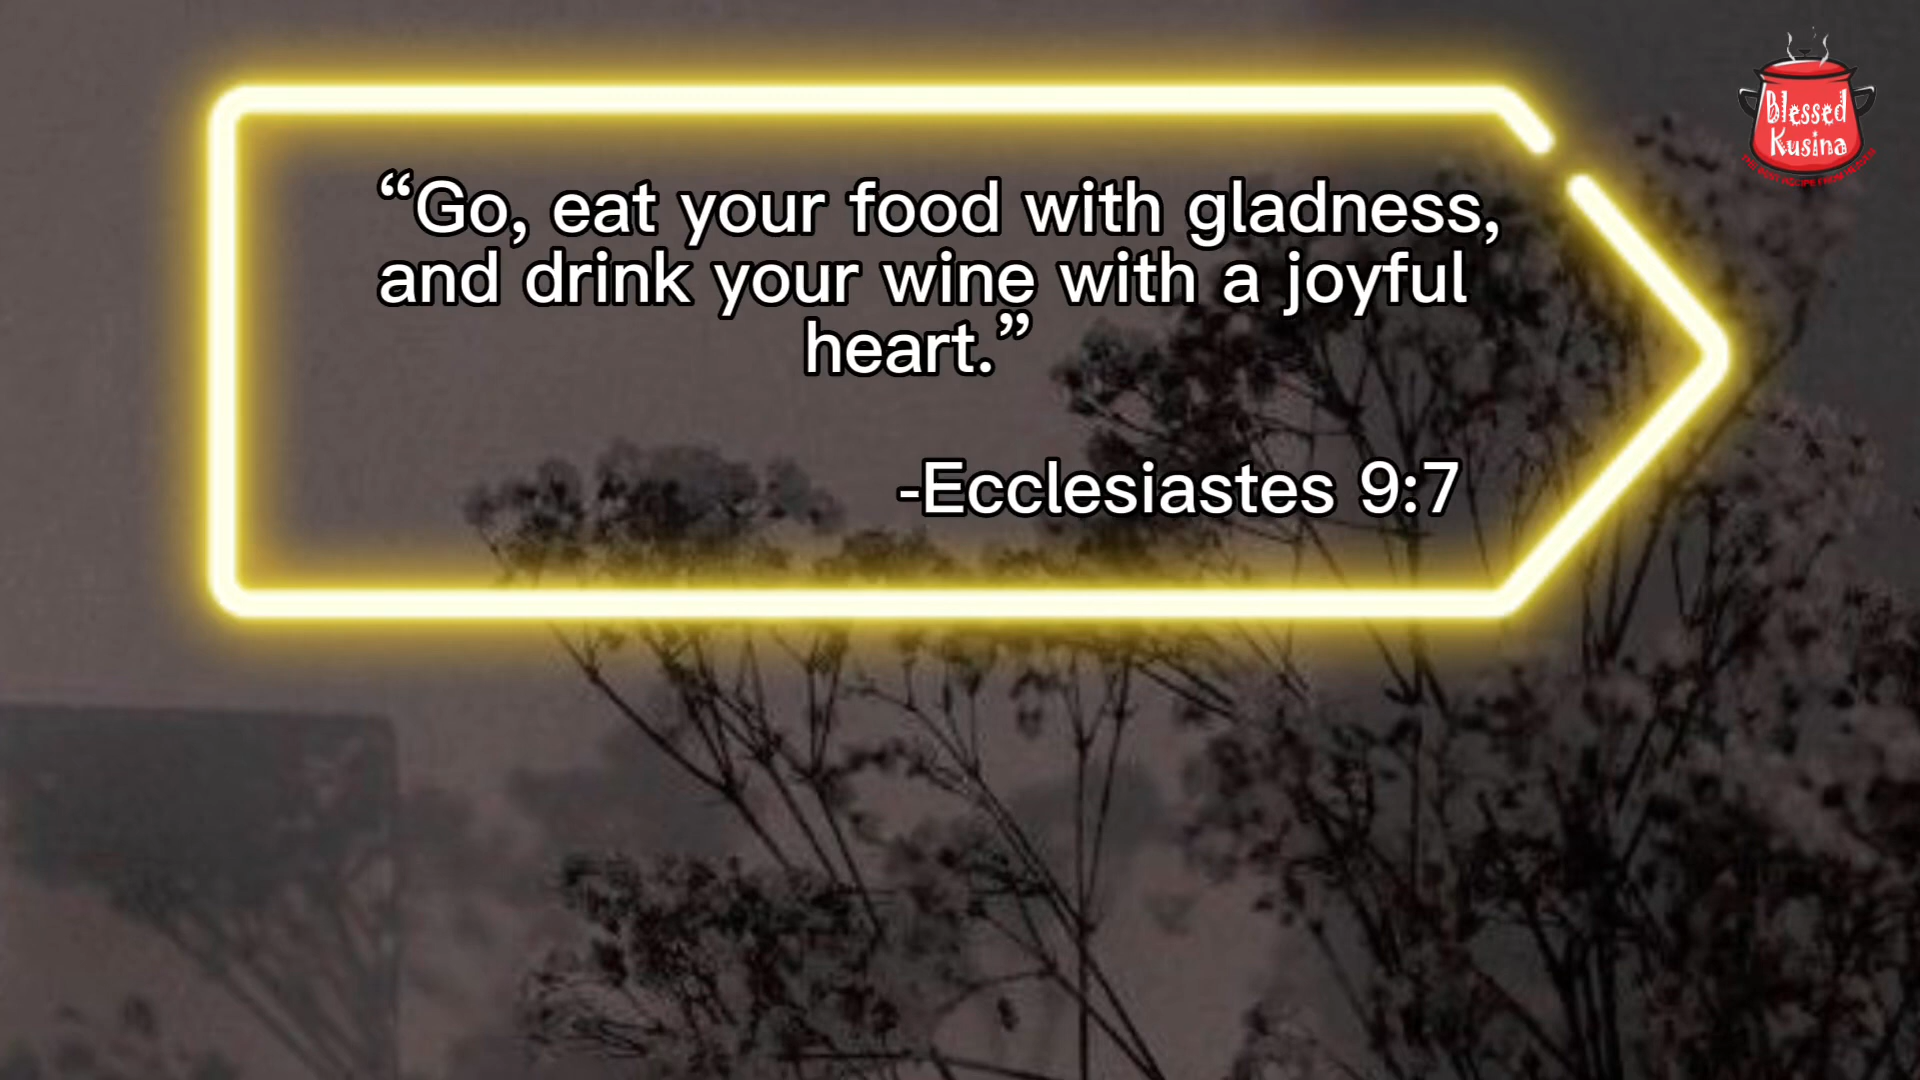 “Go, eat your food with gladness,
and drink your wine with a joyful
heart.”
-Ecclesiastes 9:7
Blessed
Kusina